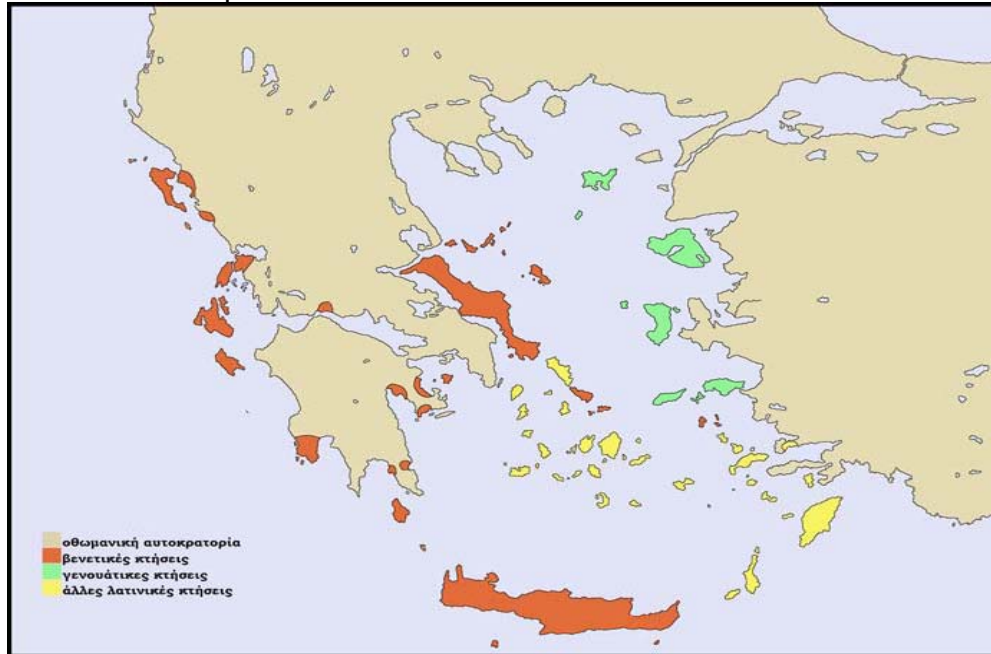 οθωμανική αυτοκρατορία
βενετικές κτήσεις
γενουάτικες κτήσεις
άλλες λατινικές κτήσεις